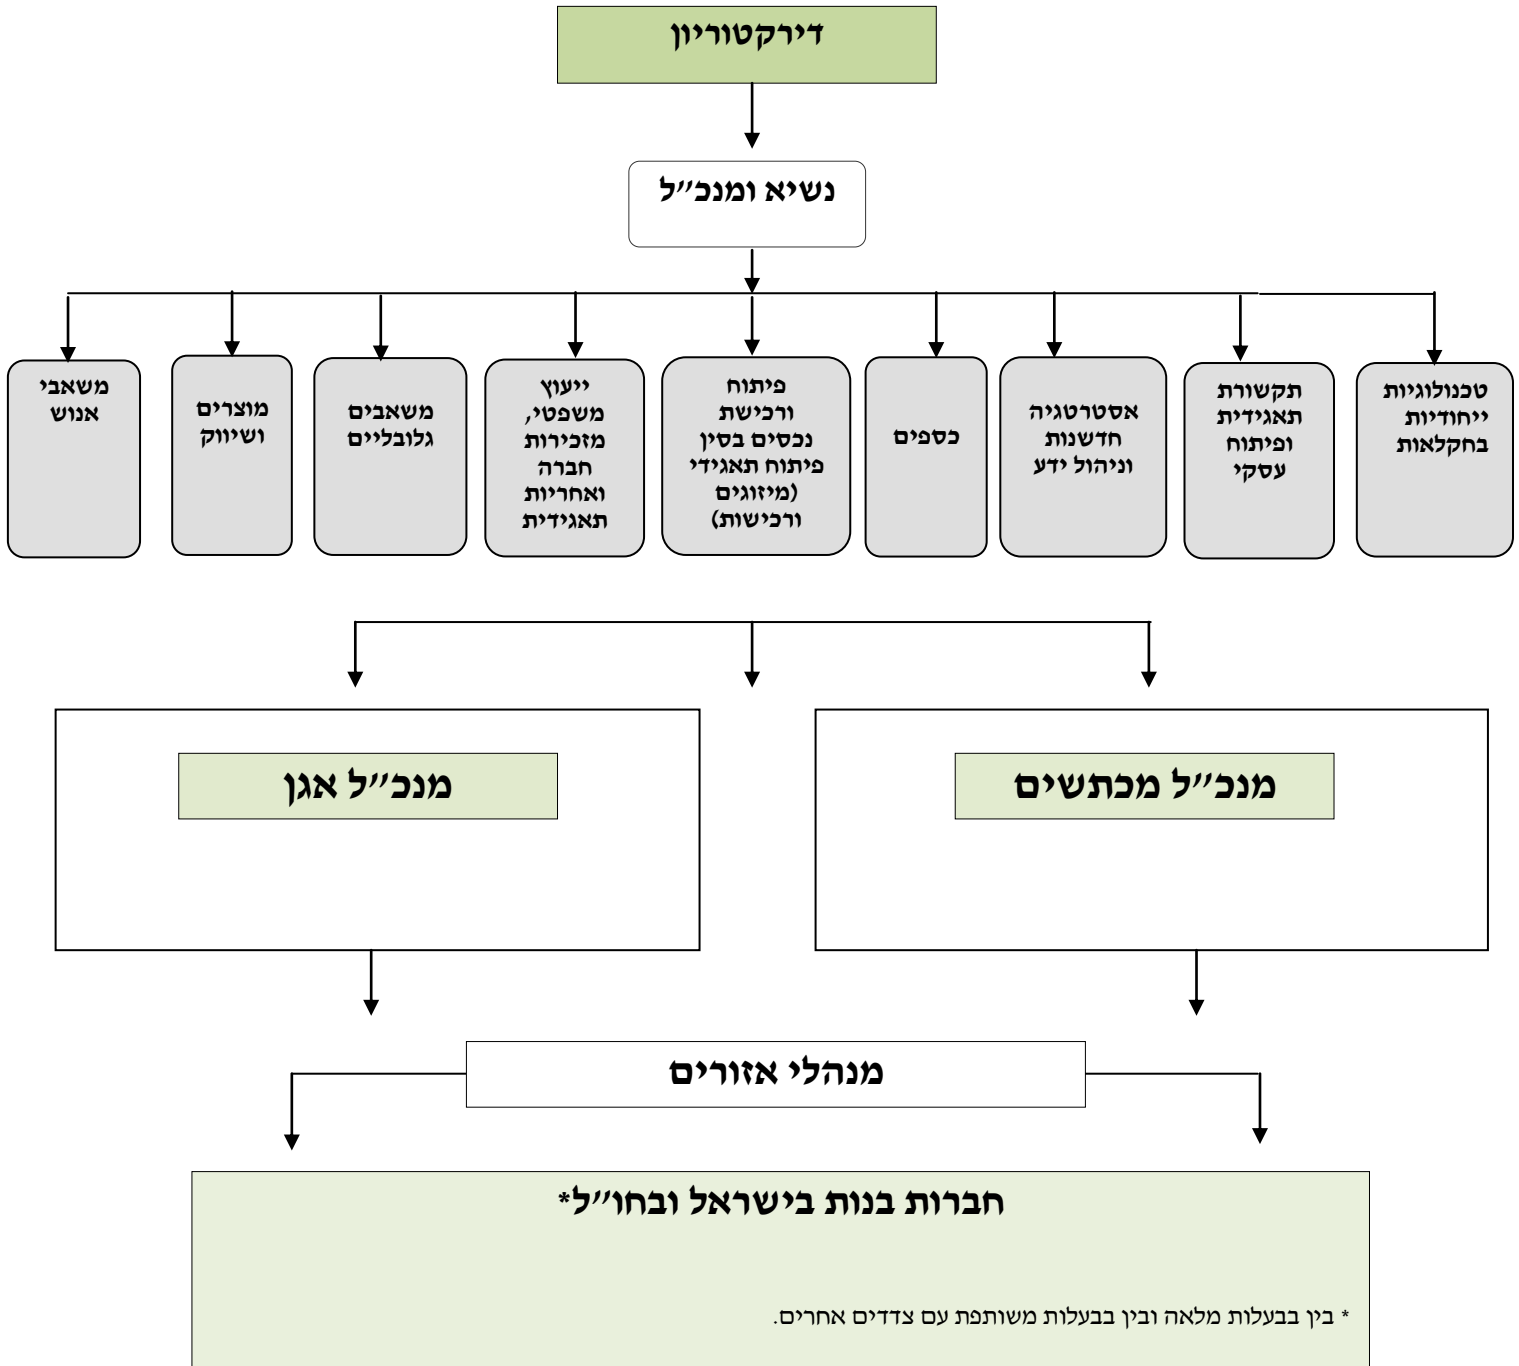 דירקטוריון
נשיא ומנכ״ל
טכנולוגיות
ייחודיות
בחקלאות
תקשורת
תאגידית
ופיתוח
עסקי
אסטרטגיה
חדשנות
וניהול ידע
כספים
פיתוח
ורכישת
נכסים בסין
פיתוח תאגידי
(מיזוגים
ורכישות)
ייעוץ
משפטי,
מזכירות
חברה
ואחריות
תאגידית
משאבים
גלובליים
מוצרים
ושיווק
משאבי
אנוש
מנכ״ל מכתשים
מנכ״ל אגן
מנהלי אזורים
חברות בנות בישראל ובחו״ל*
* בין בבעלות מלאה ובין בבעלות משותפת עם צדדים אחרים.